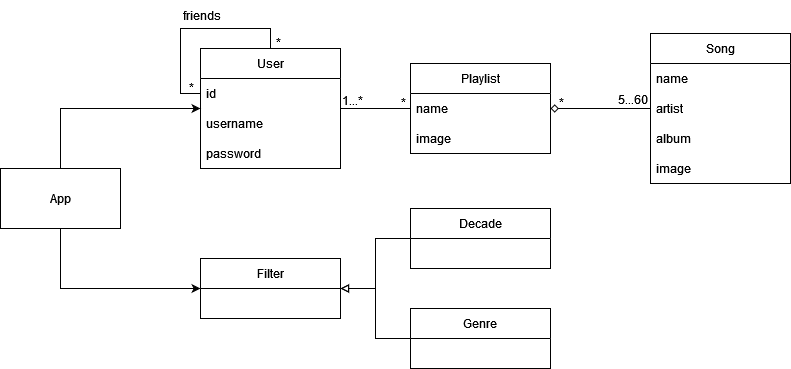 friends
*
*
User
id
username
password
1...*
*
Playlist
name
image
*
5...60
Song
name
artist
album
image
App
Filter
Decade
Genre